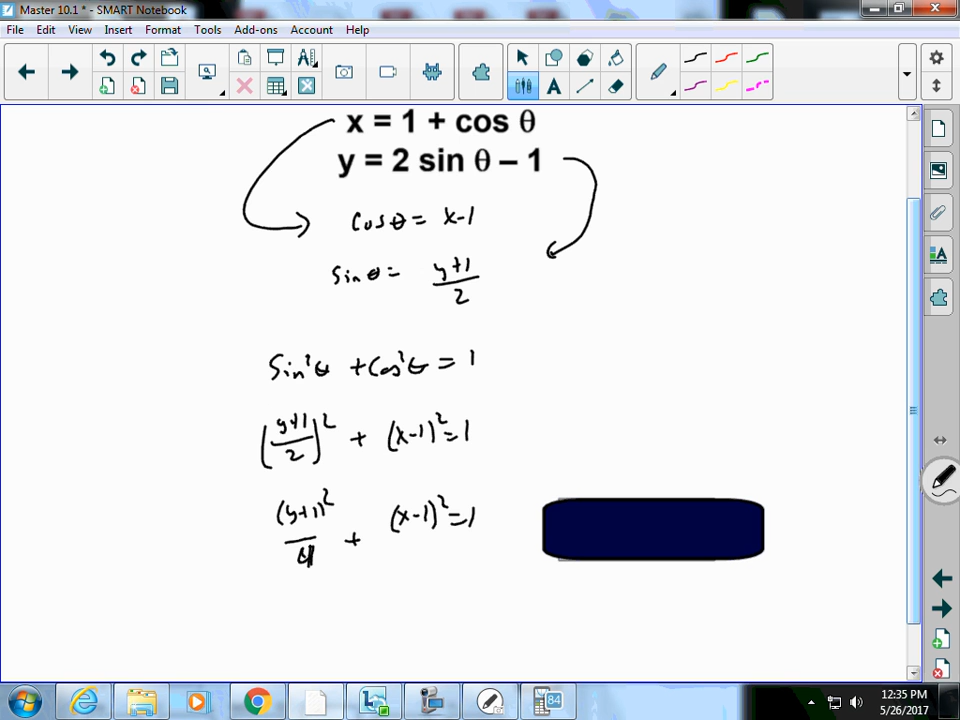 Master 10.1 * - SMART Notebook
File Edit View Insert Format Tools Add-ons Account Help
x = 1 + cos θ
y = 2 sin θ – 1
cosθ = x-1
sin θ = y+1/2
Sin²θ + Cos²θ = 1
(y+1/2)² + (x-1)² = 1
(y+1)²/4 + (x-1)² = 1
84
12:35 PM
5/26/2017